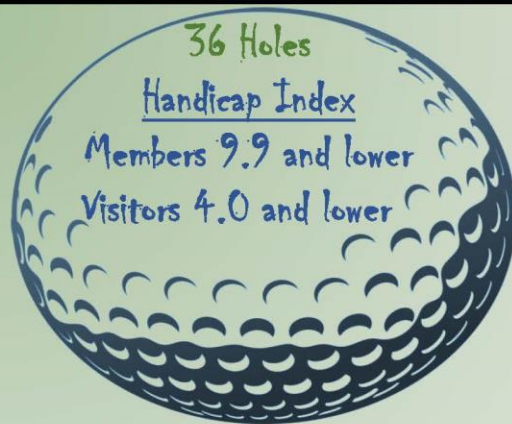 36 Holes
Handicap Index
Members 9.9 and lower
Visitors 4.0 and lower